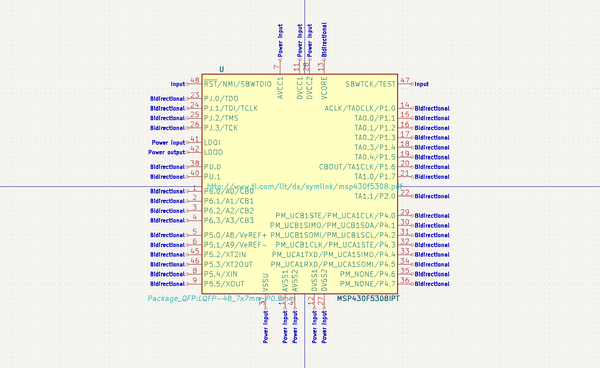 U
Power input
Power input
Power input
Bidirectional
7
11
28
13
AVCC1
DVCC1
DVCC2
VCORE
Input 48 RST/NMI/SBWTDIO
SBWTCK/TEST 47 Input
Bidirectional 23 PJ.0/TDO
Bidirectional 24 PJ.1/TDI/TCLK
Bidirectional 25 PJ.2/TMS
Bidirectional 26 PJ.3/TCK
Power input 41 LDOI
Power output 42 LDOO
Bidirectional 38 PU.0
Bidirectional 40 PU.1
http://www.ti.com/lit/ds/symlink/msp430f5308.pdf
Bidirectional 1 P6.0/A0/CB0
Bidirectional 2 P6.1/A1/CB1
Bidirectional 3 P6.2/A2/CB2
Bidirectional 4 P6.3/A3/CB3
Bidirectional 5 P5.0/A8/VeREF+
Bidirectional 6 P5.1/A9/VeREF-
Bidirectional 45 P5.2/XT2IN
Bidirectional 46 P5.3/XT2OUT
Bidirectional 8 P5.4/XIN
Bidirectional 9 P5.5/XOUT
ACLK/TA0CLK/P1.0 14 Bidirectional
TA0.0/P1.1 15 Bidirectional
TA0.1/P1.2 16 Bidirectional
TA0.2/P1.3 17 Bidirectional
TA0.3/P1.4 18 Bidirectional
TA0.4/P1.5 19 Bidirectional
CBOUT/TA1CLK/P1.6 20 Bidirectional
TA1.0/P1.7 21 Bidirectional
TA1.1/P2.0 22 Bidirectional
PM_UCB1STE/PM_UCA1CLK/P4.0 29 Bidirectional
PM_UCB1SIMO/PM_UCB1SDA/P4.1 30 Bidirectional
PM_UCB1SOMI/PM_UCB1SCL/P4.2 31 Bidirectional
PM_UCB1CLK/PM_UCA1STE/P4.3 32 Bidirectional
PM_UCA1TXD/PM_UCA1SIMO/P4.4 33 Bidirectional
PM_UCA1RXD/PM_UCA1SOMI/P4.5 34 Bidirectional
PM_NONE/P4.6 35 Bidirectional
PM_NONE/P4.7 36 Bidirectional
VSSU
AVSS1
AVSS2
DVSS1
DVSS2
12
27
Package_QFP:LQFP-48_7x7mm_P0.5mm
MSP430F5308IPT
Power input
Power input
Power input
Power input
Power input